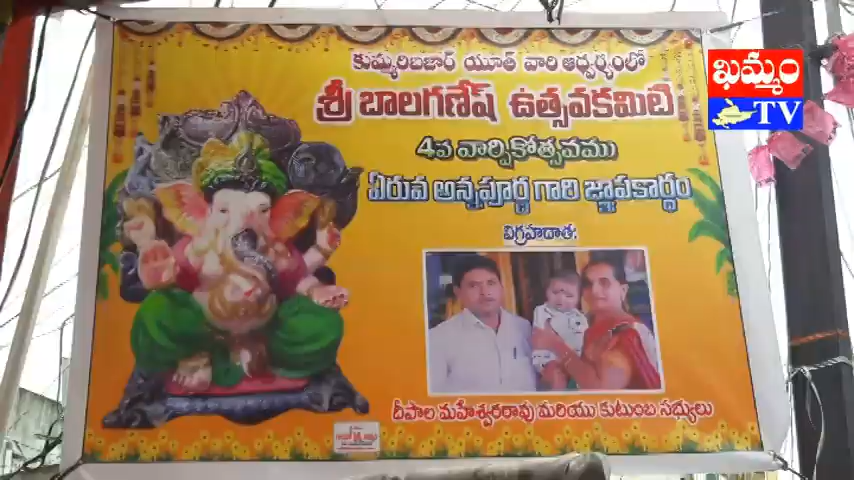 కుమ్మరిబజార్ యూత్ వారి ఆధ్వర్యంలో
శ్రీ బాలగణేష్ ఉత్సవకమిటి
4వ వార్షికోత్సవము
ఏరువ అన్నపూర్ణ గారి జ్ఞాపకార్థం
విగ్రహదాత:
దీపాల మహేశ్వరరావు మరియు కుటుంబ సభ్యులు
ఖమ్మం
TV
TV